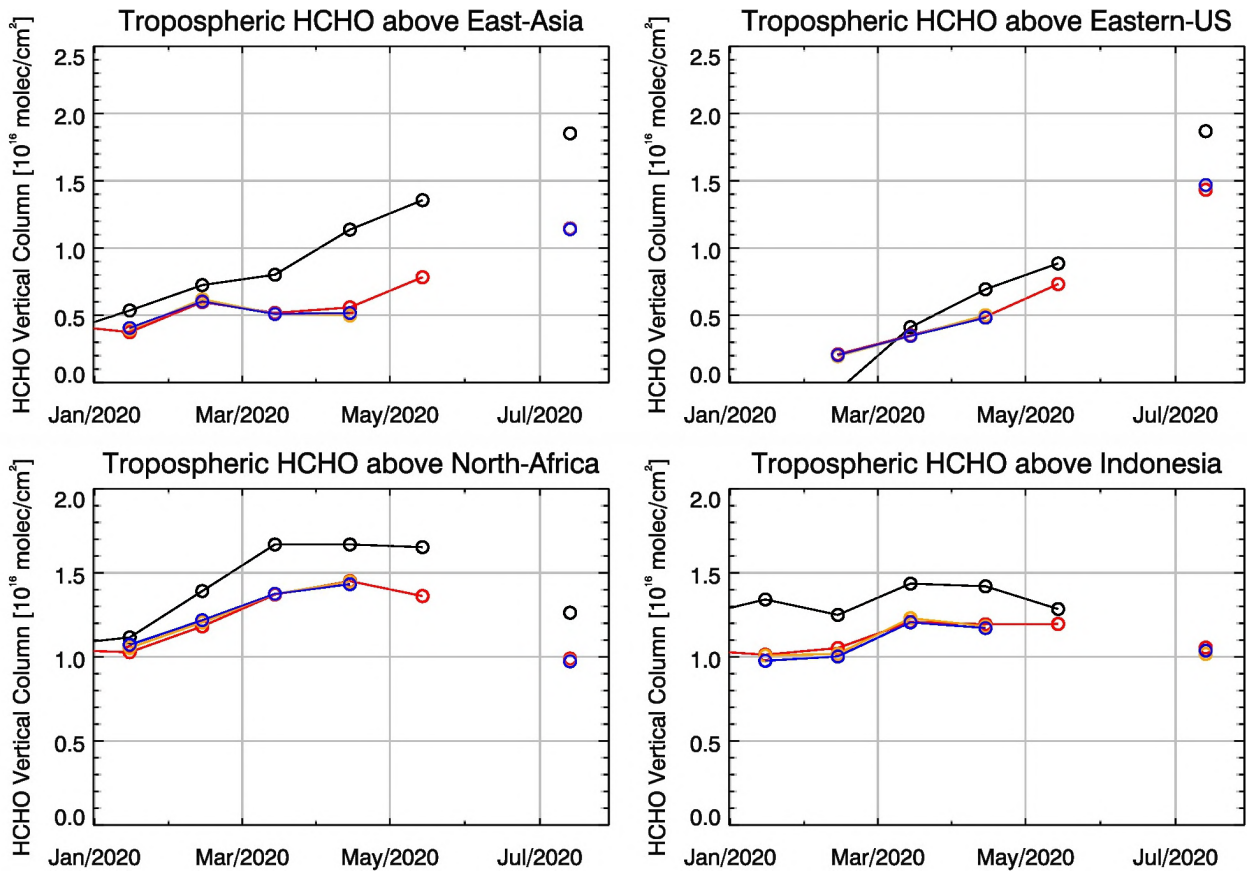 Tropospheric HCHO above East-Asia
HCHO Vertical Column [10¹⁶ molec/cm²]
2.5
2.0
1.5
1.0
0.5
0.0
Jan/2020 Mar/2020 May/2020 Jul/2020
Tropospheric HCHO above Eastern-US
HCHO Vertical Column [10¹⁶ molec/cm²]
2.5
2.0
1.5
1.0
0.5
0.0
Jan/2020 Mar/2020 May/2020 Jul/2020
Tropospheric HCHO above North-Africa
HCHO Vertical Column [10¹⁶ molec/cm²]
2.0
1.5
1.0
0.5
0.0
Jan/2020 Mar/2020 May/2020 Jul/2020
Tropospheric HCHO above Indonesia
HCHO Vertical Column [10¹⁶ molec/cm²]
2.0
1.5
1.0
0.5
0.0
Jan/2020 Mar/2020 May/2020 Jul/2020